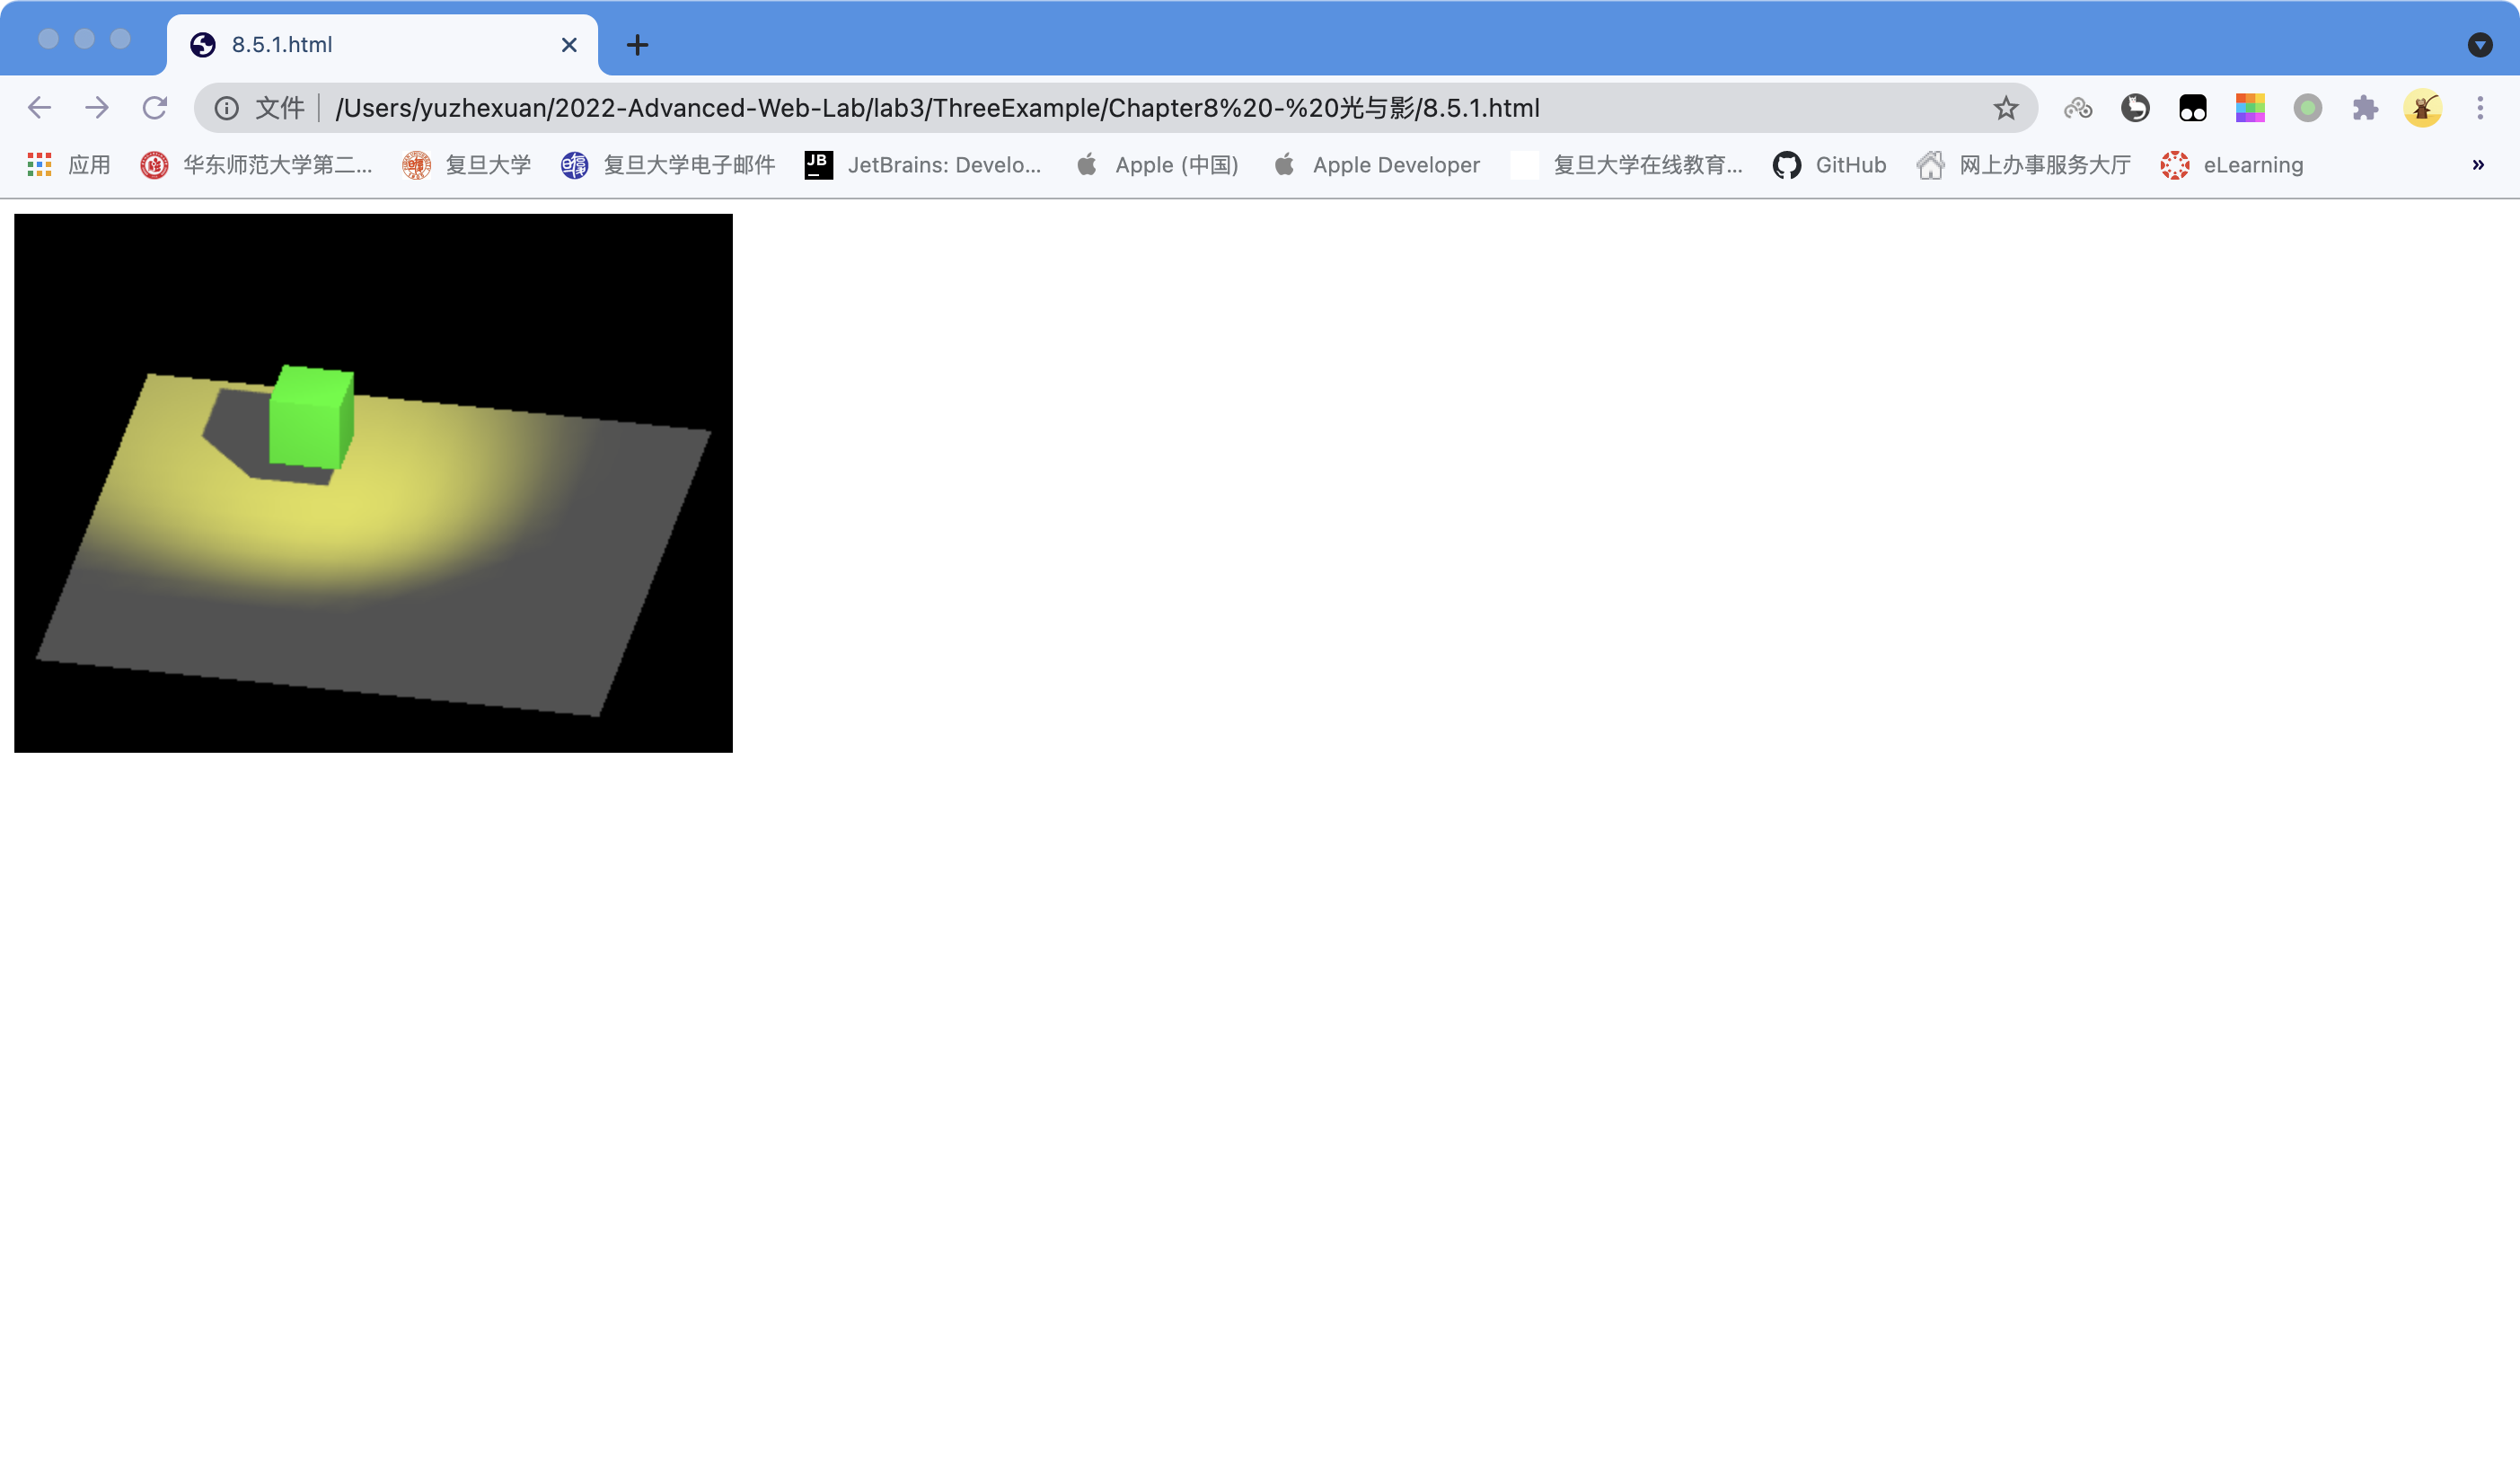 8.5.1.html
文件 /Users/yuzhexuan/2022-Advanced-Web-Lab/lab3/ThreeExample/Chapter8%20-%20光与影/8.5.1.html
应用 华东师范大学第二... 复旦大学 复旦大学电子邮件 JB JetBrains: Develo... Apple (中国) Apple Developer 复旦大学在线教育... GitHub 网上办事服务大厅 eLearning »